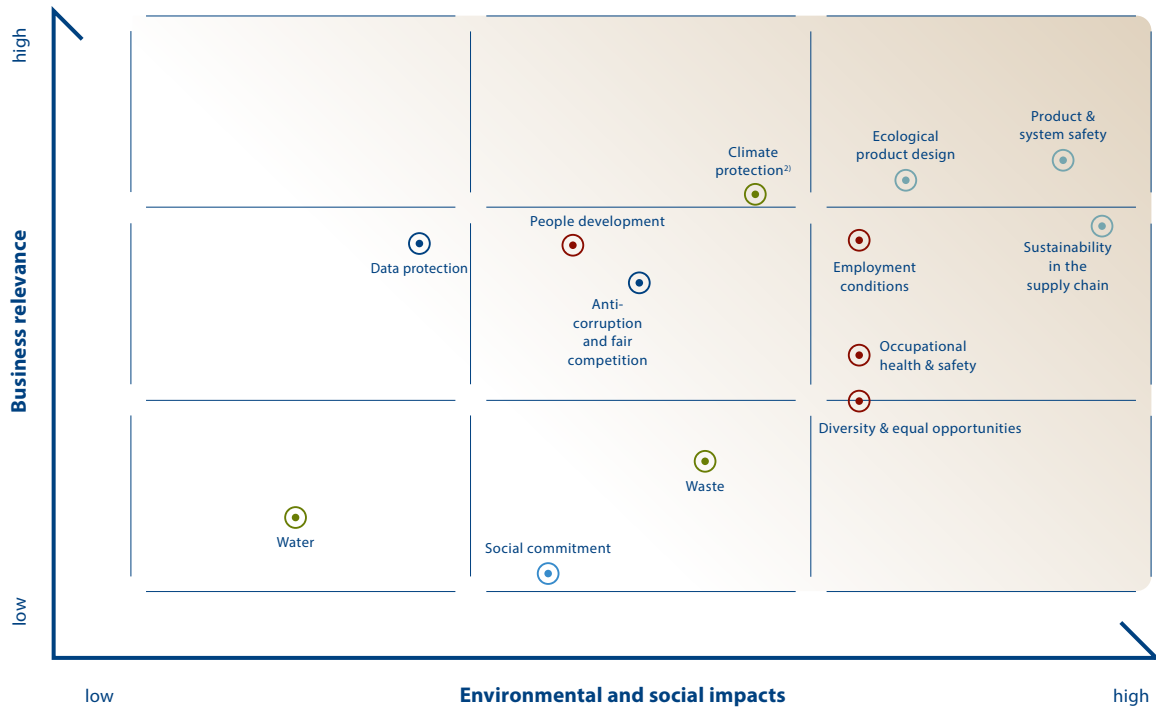 high
Business relevance
low
Product &
system safety
Ecological
product design
Climate
protection²⁾
People development
Data protection
Anti-
corruption
and fair
competition
Employment
conditions
Sustainability
in the
supply chain
Occupational
health & safety
Diversity & equal opportunities
Waste
Water
Social commitment
low
Environmental and social impacts
high